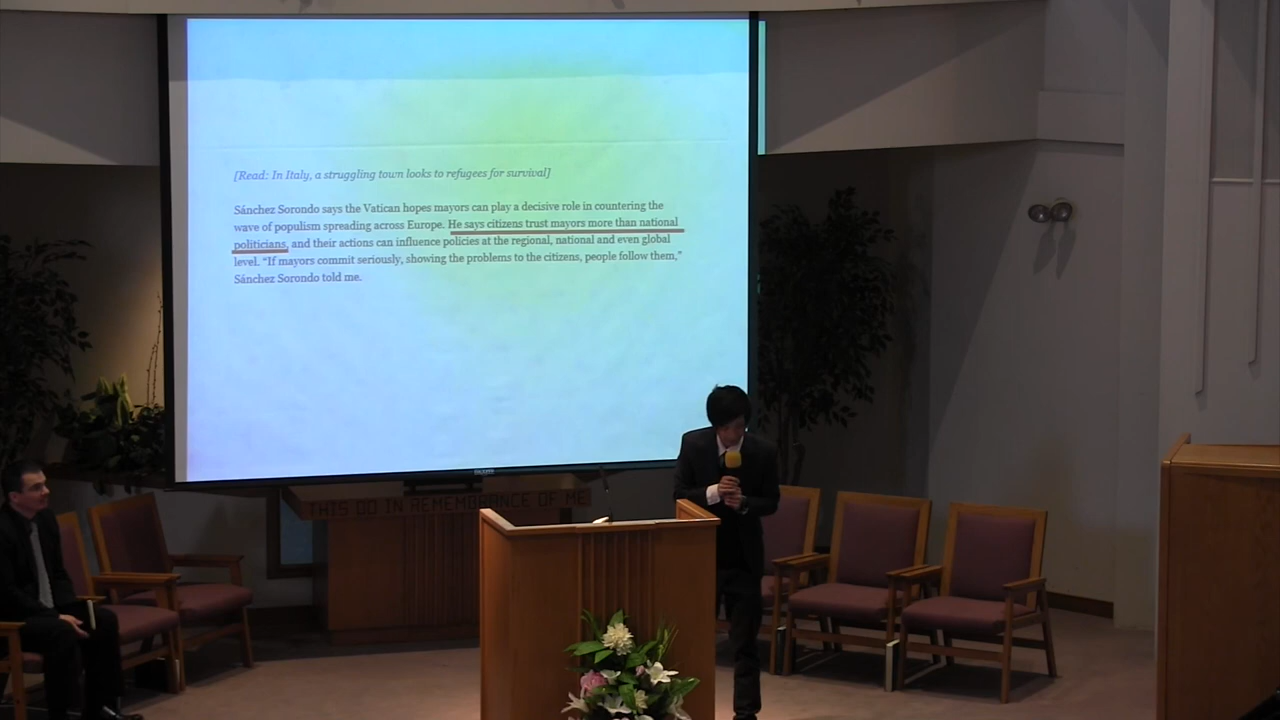 [Read: In Italy, a struggling town looks to refugees for survival]
Sánchez Sorondo says the Vatican hopes mayors can play a decisive role in countering the
wave of populism spreading across Europe. He says citizens trust mayors more than national
politicians, and their actions can influence policies at the regional, national and even global
level. “If mayors commit seriously, showing the problems to the citizens, people follow them,”
Sánchez Sorondo told me.
THIS DO IN REMEMBRANCE OF ME